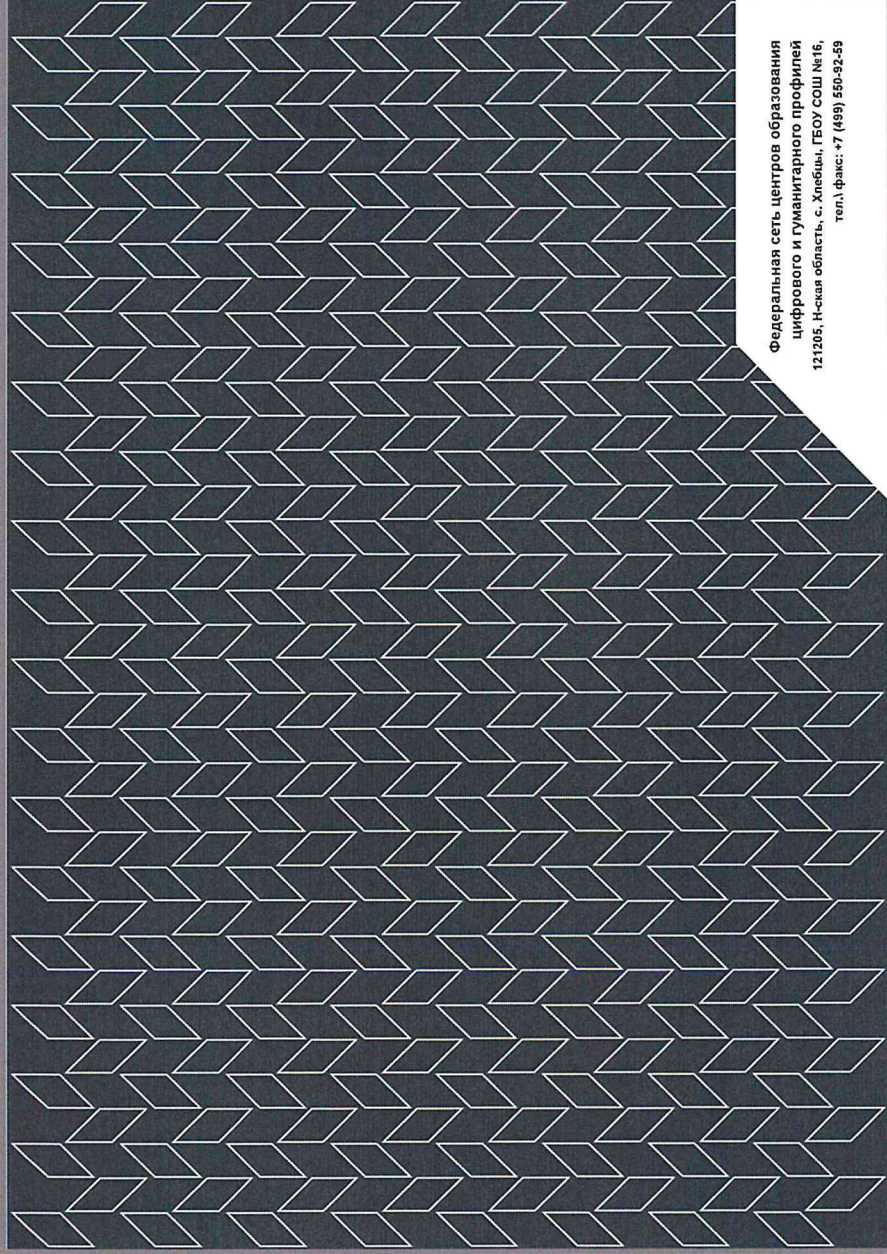 Федеральная сеть центров образования
цифрового и гуманитарного профилей
121205, Н-ская область, с. Хлебцы, ГБОУ СОШ №16,
тел.\ факс: +7 (499) 550-92-59